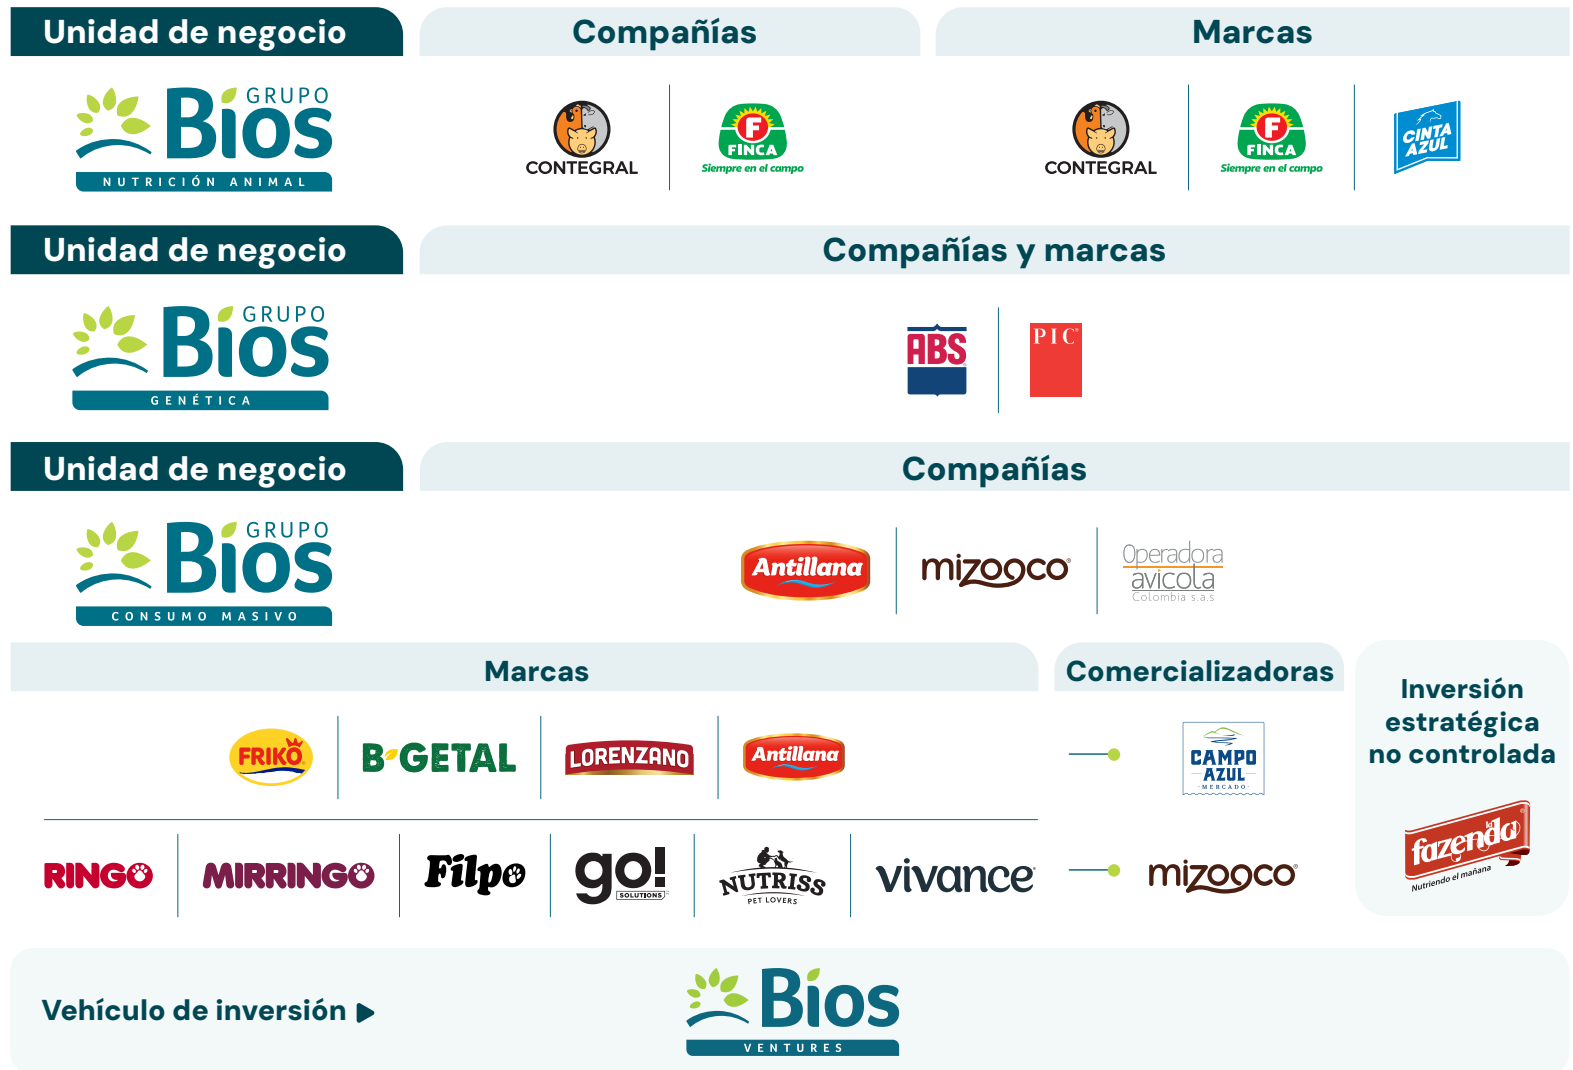 Unidad de negocio
Compañías
Marcas
GRUPO
Bios
NUTRICIÓN ANIMAL
CONTEGRAL
F
FINCA
Siempre en el campo
CONTEGRAL
F
FINCA
Siempre en el campo
CINTA
AZUL
Unidad de negocio
Compañías y marcas
GRUPO
Bios
GENÉTICA
ABS
PIC®
Unidad de negocio
Compañías
GRUPO
Bios
CONSUMO MASIVO
Antillana
mizooco®
Operadora
avícola
Colombia s.a.s
Marcas
Comercializadoras
Inversión
estratégica
no controlada
FRIKO
B GETAL
LORENZANO
Antillana
CAMPO
AZUL
-MERCADO-
RINGO
MIRRINGO
Filpo
go!
SOLUTIONS
NUTRISS
PET LOVERS
vivance
mizooco®
la
fazenda
Nutriendo el mañana
Vehículo de inversión
Bios
VENTURES